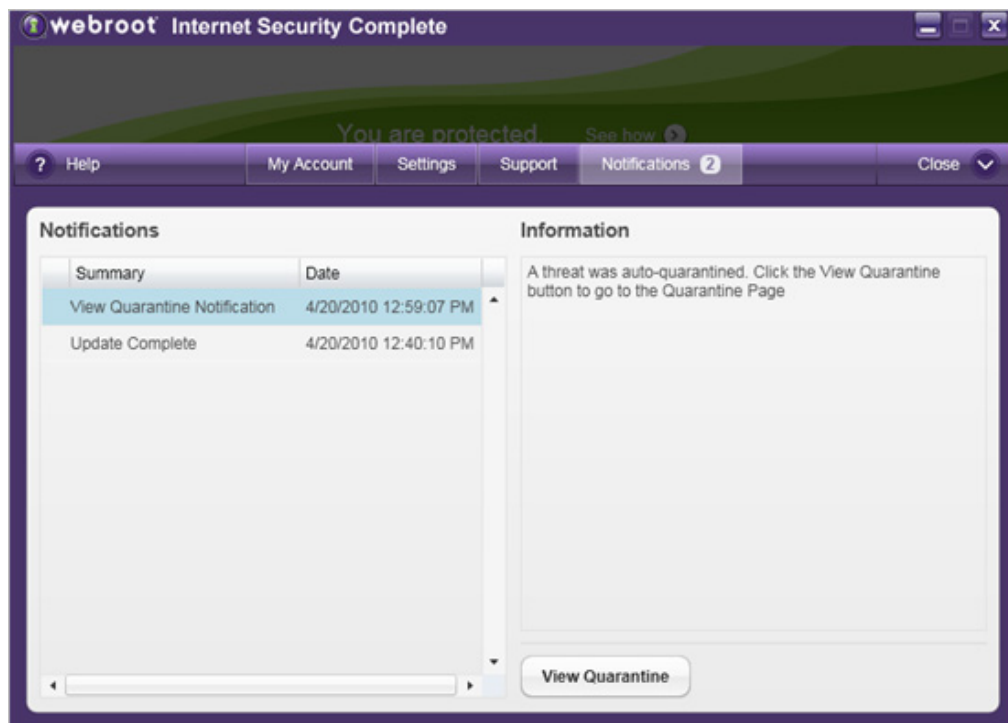 webroot Internet Security Complete
You are protected. See how
? Help My Account Settings Support Notifications 2 Close
Notifications
Summary Date
View Quarantine Notification 4/20/2010 12:59:07 PM
Update Complete 4/20/2010 12:40:10 PM
Information
A threat was auto-quarantined. Click the View Quarantine
button to go to the Quarantine Page
View Quarantine